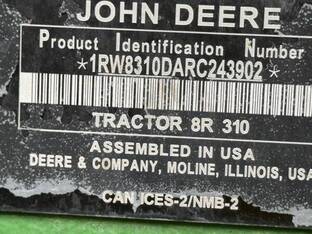 JOHN DEERE
Product Identification Number
*1RW8310DARC243902*
TRACTOR 8R 310
ASSEMBLED IN USA
DEERE & COMPANY, MOLINE, ILLINOIS, USA
CAN ICES-2/NMB-2